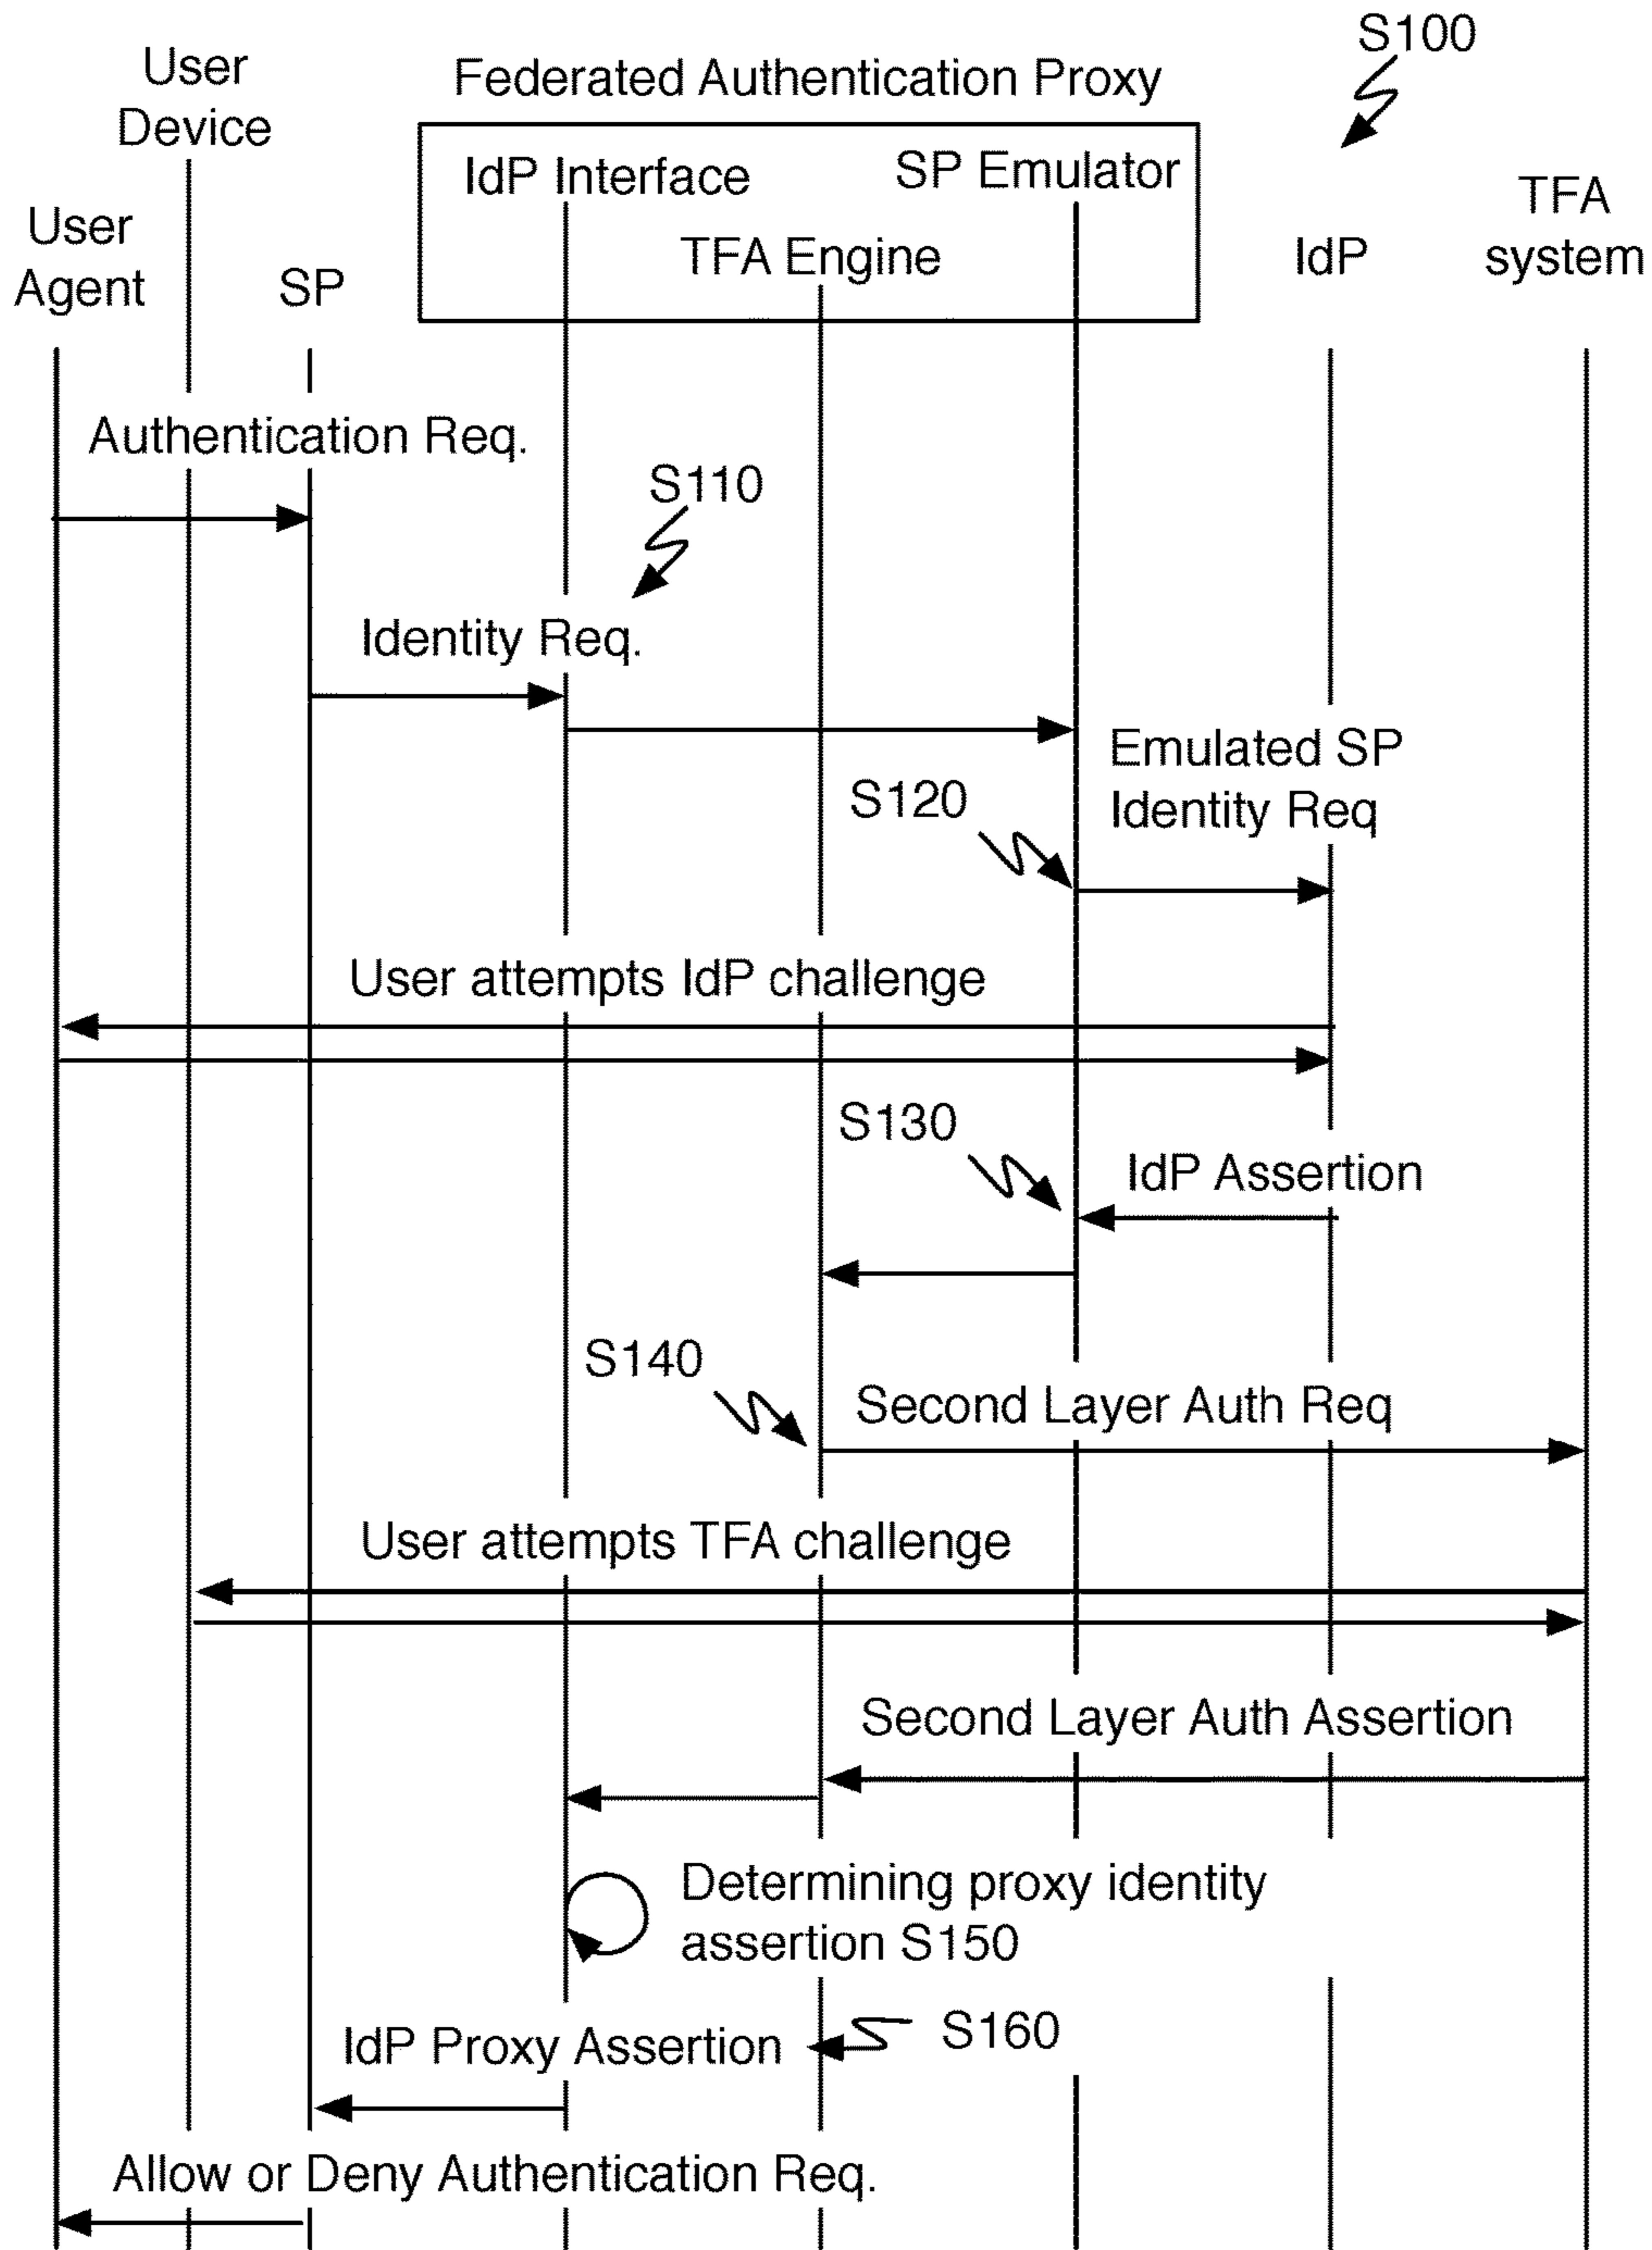 S100
User
Device
Federated Authentication Proxy
IdP Interface
SP Emulator
TFA Engine
User
Agent
SP
IdP
TFA
system
Authentication Req.
S110
Identity Req.
Emulated SP
Identity Req
S120
User attempts IdP challenge
S130
IdP Assertion
S140
Second Layer Auth Req
User attempts TFA challenge
Second Layer Auth Assertion
Determining proxy identity
assertion S150
IdP Proxy Assertion
S160
Allow or Deny Authentication Req.